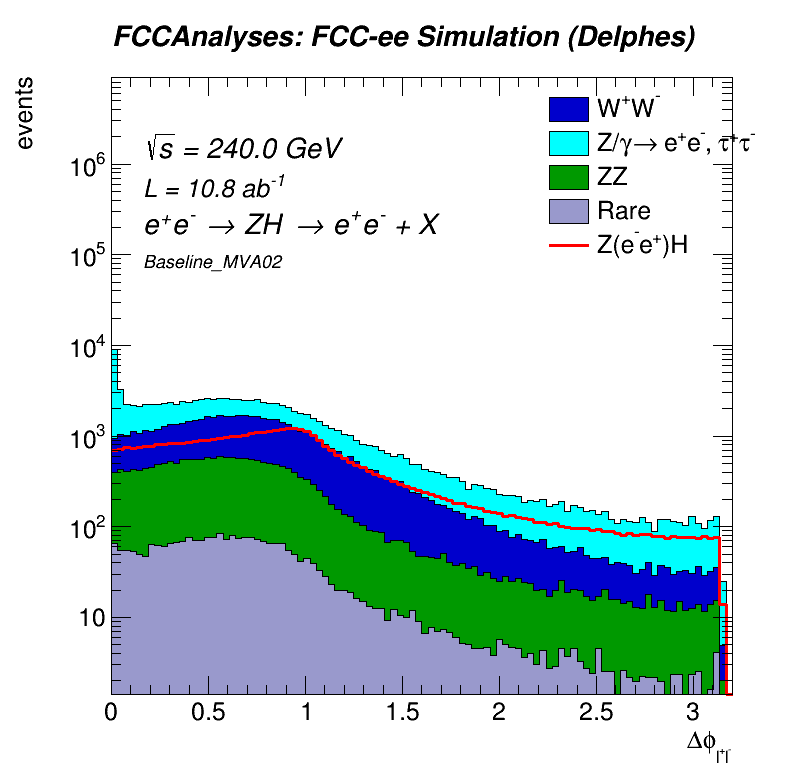 FCCAnalyses: FCC-ee Simulation (Delphes)
events
√s = 240.0 GeV
L = 10.8 ab⁻¹
e⁺e⁻ → ZH → e⁺e⁻ + X
Baseline_MVA02
W⁺W⁻
Z/γ→ e⁺e⁻, τ⁺τ⁻
ZZ
Rare
Z(e⁻e⁺)H
10⁶
10⁵
10⁴
10³
10²
10
0 0.5 1 1.5 2 2.5 3
Δϕ_l⁺l⁻